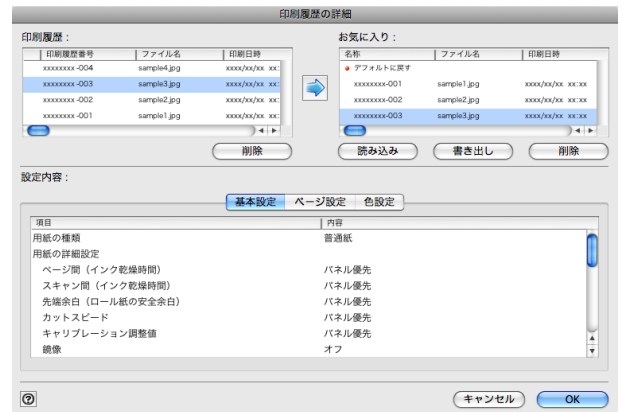 印刷履歴の詳細
印刷履歴：
お気に入り：
印刷履歴番号 ファイル名 印刷日時
xxxxxxxx -004 sample4.jpg xxxx/xx/xx xx:
xxxxxxxx -003 sample3.jpg xxxx/xx/xx xx:
xxxxxxxx -002 sample2.jpg xxxx/xx/xx xx:
xxxxxxxx -001 sample1.jpg xxxx/xx/xx xx:
削除
名称 ファイル名 印刷日時
デフォルトに戻す
xxxxxxxx-001 sample1.jpg xxxx/xx/xx xx:xx
xxxxxxxx-002 sample2.jpg xxxx/xx/xx xx:xx
xxxxxxxx-003 sample3.jpg xxxx/xx/xx xx:xx
読み込み 書き出し 削除
設定内容：
基本設定 ページ設定 色設定
項目 内容
用紙の種類 普通紙
用紙の詳細設定
ページ間（インク乾燥時間） パネル優先
スキャン間（インク乾燥時間） パネル優先
先端余白（ロール紙の安全余白） パネル優先
カットスピード パネル優先
キャリブレーション調整値 パネル優先
鏡像 オフ
? キャンセル OK